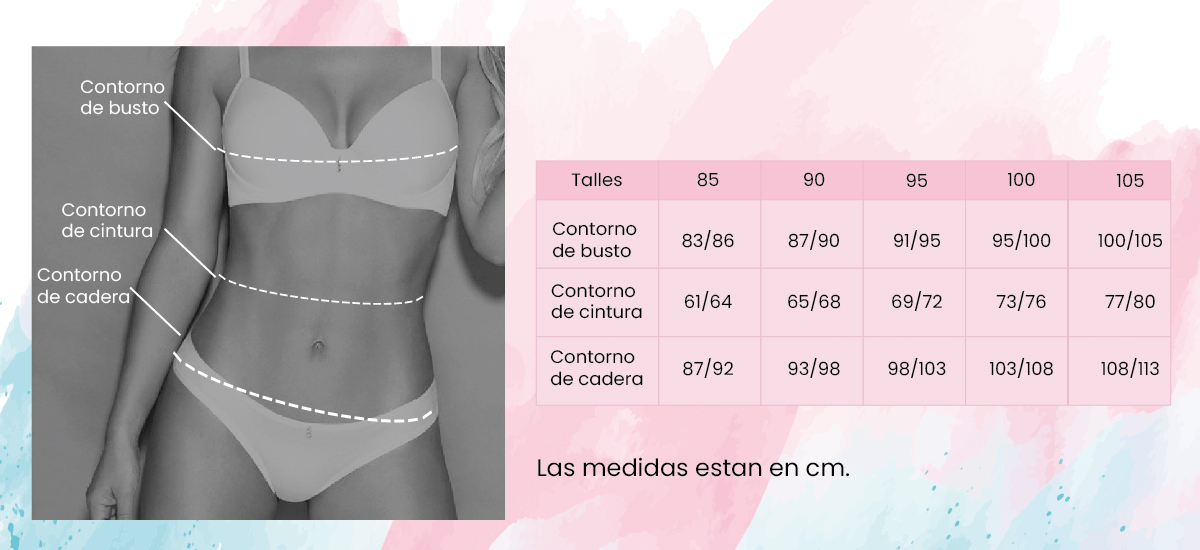 Contorno
de busto
Contorno
de cintura
Contorno
de cadera
Talles 85 90 95 100 105
Contorno
de busto 83/86 87/90 91/95 95/100 100/105
Contorno
de cintura 61/64 65/68 69/72 73/76 77/80
Contorno
de cadera 87/92 93/98 98/103 103/108 108/113
Las medidas estan en cm.